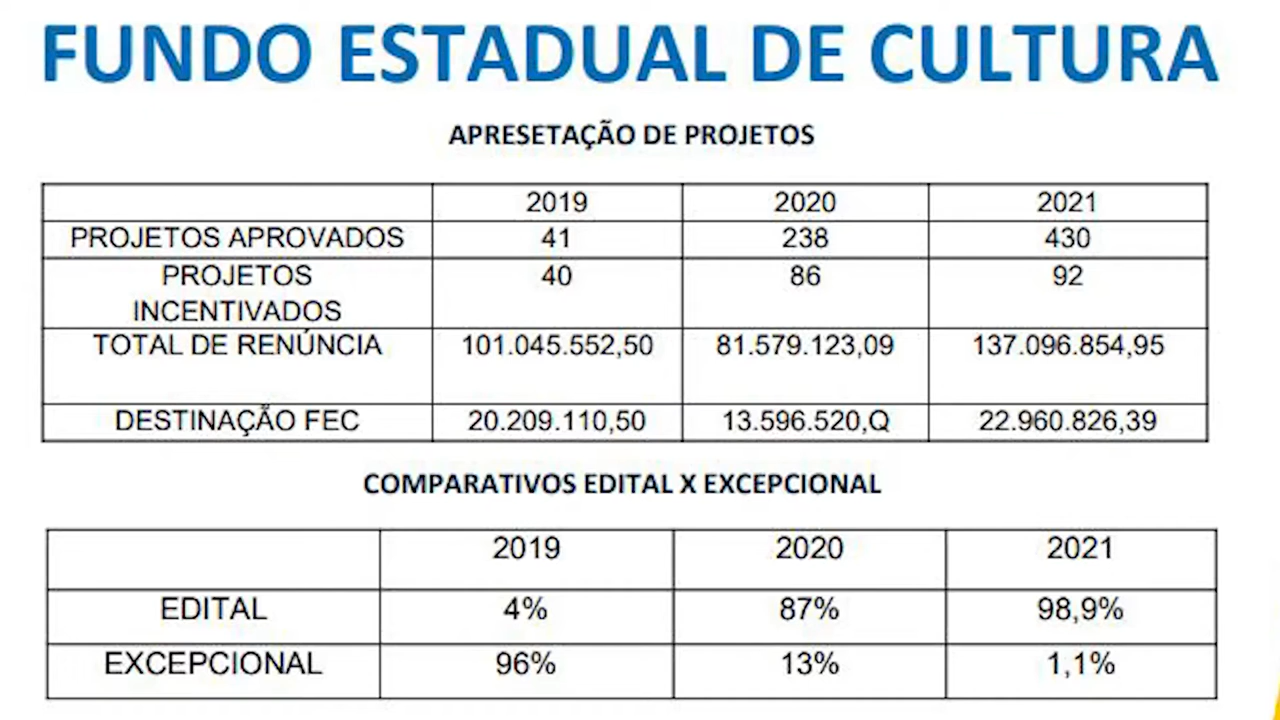 FUNDO ESTADUAL DE CULTURA
APRESETAÇÃO DE PROJETOS
2019 2020 2021
PROJETOS APROVADOS 41 238 430
PROJETOS 40 86 92
INCENTIVADOS
TOTAL DE RENÚNCIA 101.045.552,50 81.579.123,09 137.096.854,95
DESTINAÇÃO FEC 20.209.110,50 13.596.520,Q 22.960.826,39
COMPARATIVOS EDITAL X EXCEPCIONAL
2019 2020 2021
EDITAL 4% 87% 98,9%
EXCEPCIONAL 96% 13% 1,1%